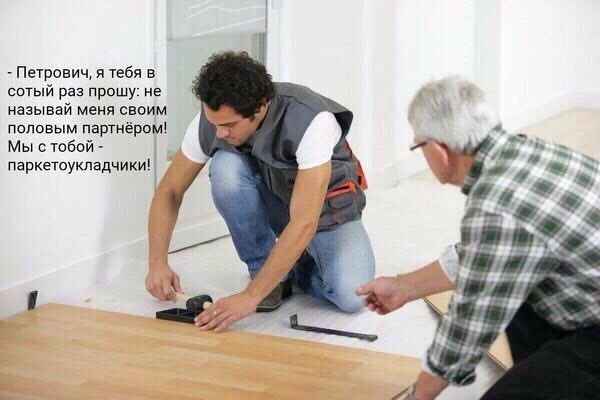 - Петрович, я тебя в
сотый раз прошу: не
называй меня своим
половым партнёром!
Мы с тобой -
паркетоукладчики!